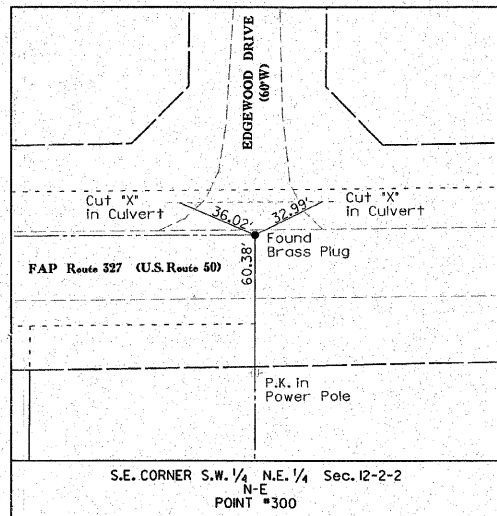 EDGEWOOD DRIVE
(60'W)
Cut "X"
in Culvert
36.02'
32.99'
Cut "X"
in Culvert
Found
Brass Plug
FAP Route 327 (U.S. Route 50)
60.38'
P.K. in
Power Pole
S.E. CORNER S.W. 1/4 N.E. 1/4 Sec. 12-2-2
N-E
POINT #300